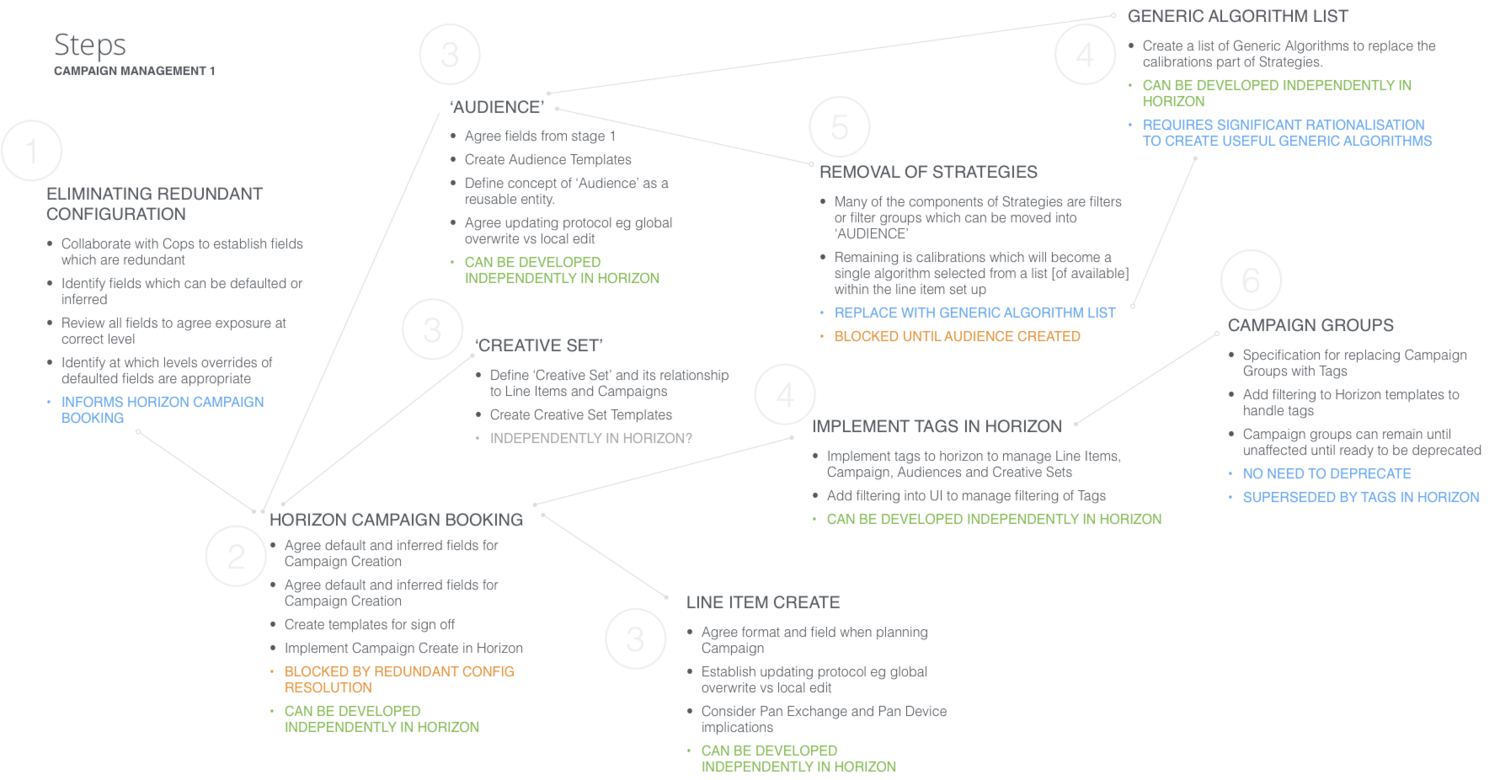 Steps
CAMPAIGN MANAGEMENT 1
1
ELIMINATING REDUNDANT
CONFIGURATION
• Collaborate with Cops to establish fields
which are redundant
• Identify fields which can be defaulted or
inferred
• Review all fields to agree exposure at
correct level
• Identify at which levels overrides of
defaulted fields are appropriate
• INFORMS HORIZON CAMPAIGN
BOOKING
2
HORIZON CAMPAIGN BOOKING
• Agree default and inferred fields for
Campaign Creation
• Agree default and inferred fields for
Campaign Creation
• Create templates for sign off
• Implement Campaign Create in Horizon
• BLOCKED BY REDUNDANT CONFIG
RESOLUTION
• CAN BE DEVELOPED
INDEPENDENTLY IN HORIZON
3
‘AUDIENCE’
• Agree fields from stage 1
• Create Audience Templates
• Define concept of ‘Audience’ as a
reusable entity.
• Agree updating protocol eg global
overwrite vs local edit
• CAN BE DEVELOPED
INDEPENDENTLY IN HORIZON
3
‘CREATIVE SET’
• Define ‘Creative Set’ and its relationship
to Line Items and Campaigns
• Create Creative Set Templates
• INDEPENDENTLY IN HORIZON?
3
LINE ITEM CREATE
• Agree format and field when planning
Campaign
• Establish updating protocol eg global
overwrite vs local edit
• Consider Pan Exchange and Pan Device
implications
• CAN BE DEVELOPED
INDEPENDENTLY IN HORIZON
4
GENERIC ALGORITHM LIST
• Create a list of Generic Algorithms to replace the
calibrations part of Strategies.
• CAN BE DEVELOPED INDEPENDENTLY IN
HORIZON
• REQUIRES SIGNIFICANT RATIONALISATION
TO CREATE USEFUL GENERIC ALGORITHMS
4
IMPLEMENT TAGS IN HORIZON
• Implement tags to horizon to manage Line Items,
Campaign, Audiences and Creative Sets
• Add filtering into UI to manage filtering of Tags
• CAN BE DEVELOPED INDEPENDENTLY IN HORIZON
5
REMOVAL OF STRATEGIES
• Many of the components of Strategies are filters
or filter groups which can be moved into
‘AUDIENCE’
• Remaining is calibrations which will become a
single algorithm selected from a list [of available]
within the line item set up
• REPLACE WITH GENERIC ALGORITHM LIST
• BLOCKED UNTIL AUDIENCE CREATED
6
CAMPAIGN GROUPS
• Specification for replacing Campaign
Groups with Tags
• Add filtering to Horizon templates to
handle tags
• Campaign groups can remain until
unaffected until ready to be deprecated
• NO NEED TO DEPRECATE
• SUPERSEDED BY TAGS IN HORIZON